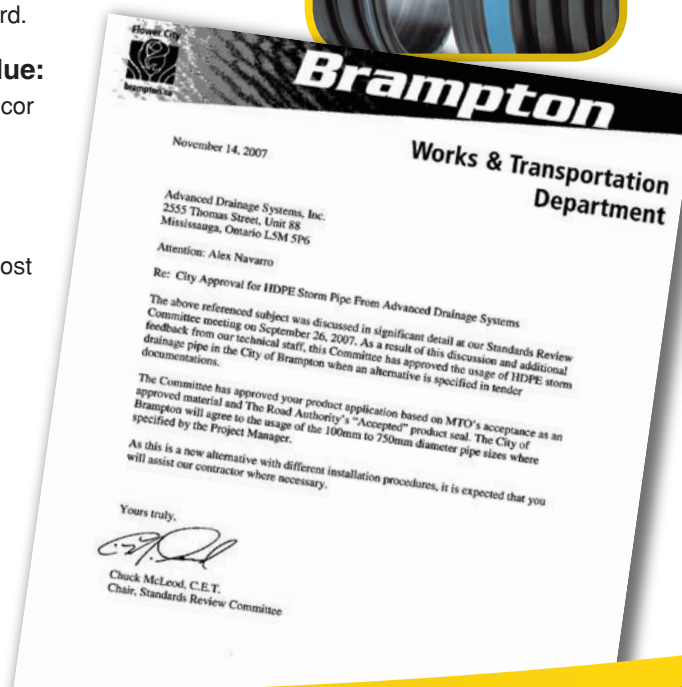 rd.
lue:
cor
ost
Flower City
brampton.ca
Brampton
Works & Transportation
Department
November 14, 2007
Advanced Drainage Systems, Inc.
2555 Thomas Street, Unit 88
Mississauga, Ontario L5M 5P6
Attention: Alex Navarro
Re: City Approval for HDPE Storm Pipe From Advanced Drainage Systems
The above referenced subject was discussed in significant detail at our Standards Review
Committee meeting on September 26, 2007. As a result of this discussion and additional
feedback from our technical staff, this Committee has approved the usage of HDPE storm
drainage pipe in the City of Brampton when an alternative is specified in tender
documentations.
The Committee has approved your product application based on MTO's acceptance as an
approved material and The Road Authority's "Accepted" product seal. The City of
Brampton will agree to the usage of the 100mm to 750mm diameter pipe sizes where
specified by the Project Manager.
As this is a new alternative with different installation procedures, it is expected that you
will assist our contractor where necessary.
Yours truly,
Chuck McLeod, C.E.T.
Chair, Standards Review Committee